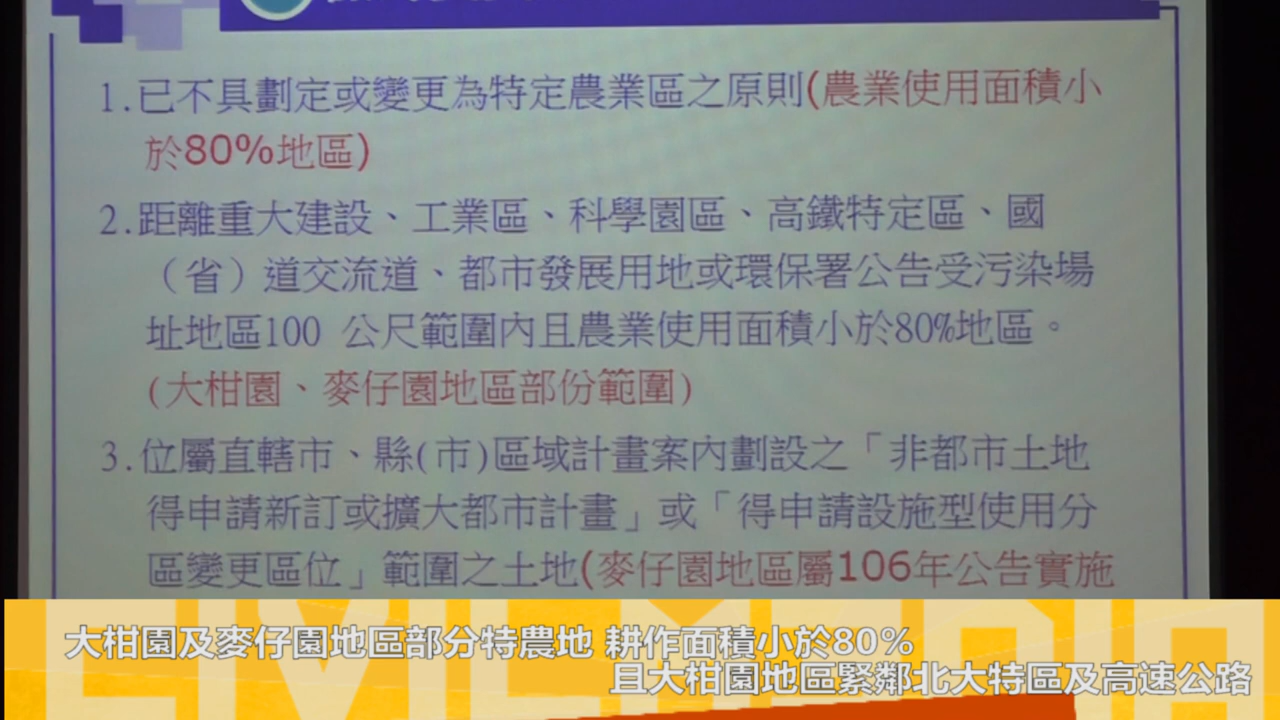 1.已不具劃定或變更為特定農業區之原則(農業使用面積小
於80%地區)
2.距離重大建設、工業區、科學園區、高鐵特定區、國
（省）道交流道、都市發展用地或環保署公告受污染場
址地區100 公尺範圍內且農業使用面積小於80%地區。
(大柑園、麥仔園地區部份範圍)
3.位屬直轄市、縣(市)區域計畫案內劃設之「非都市土地
得申請新訂或擴大都市計畫」或「得申請設施型使用分
區變更區位」範圍之土地(麥仔園地區屬106年公告實施
大柑園及麥仔園地區部分特農地 耕作面積小於80%
且大柑園地區緊鄰北大特區及高速公路